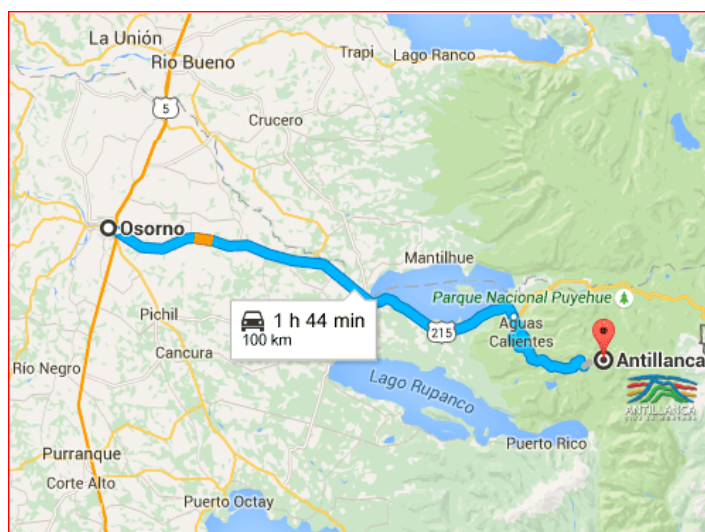 La Unión
Rio Bueno
Trapi
Lago Ranco
5
Crucero
Osorno
Mantilhue
Parque Nacional Puyehue
1 h 44 min
100 km
215
Aguas
Calientes
Pichil
Cancura
Antillanca
Río Negro
Lago Rupanco
ANTILLANCA
Puerto Rico
Purranque
Corte Alto
Puerto Octay